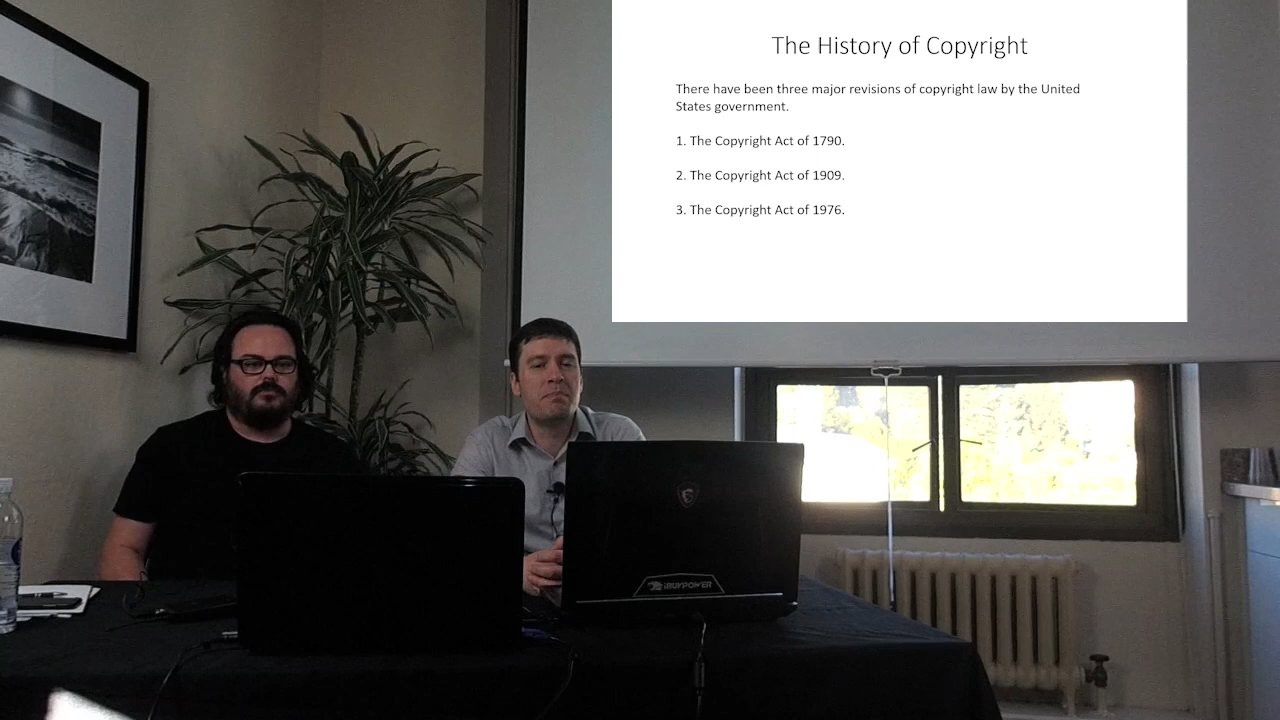 The History of Copyright
There have been three major revisions of copyright law by the United
States government.
1. The Copyright Act of 1790.
2. The Copyright Act of 1909.
3. The Copyright Act of 1976.
iBUYPOWER